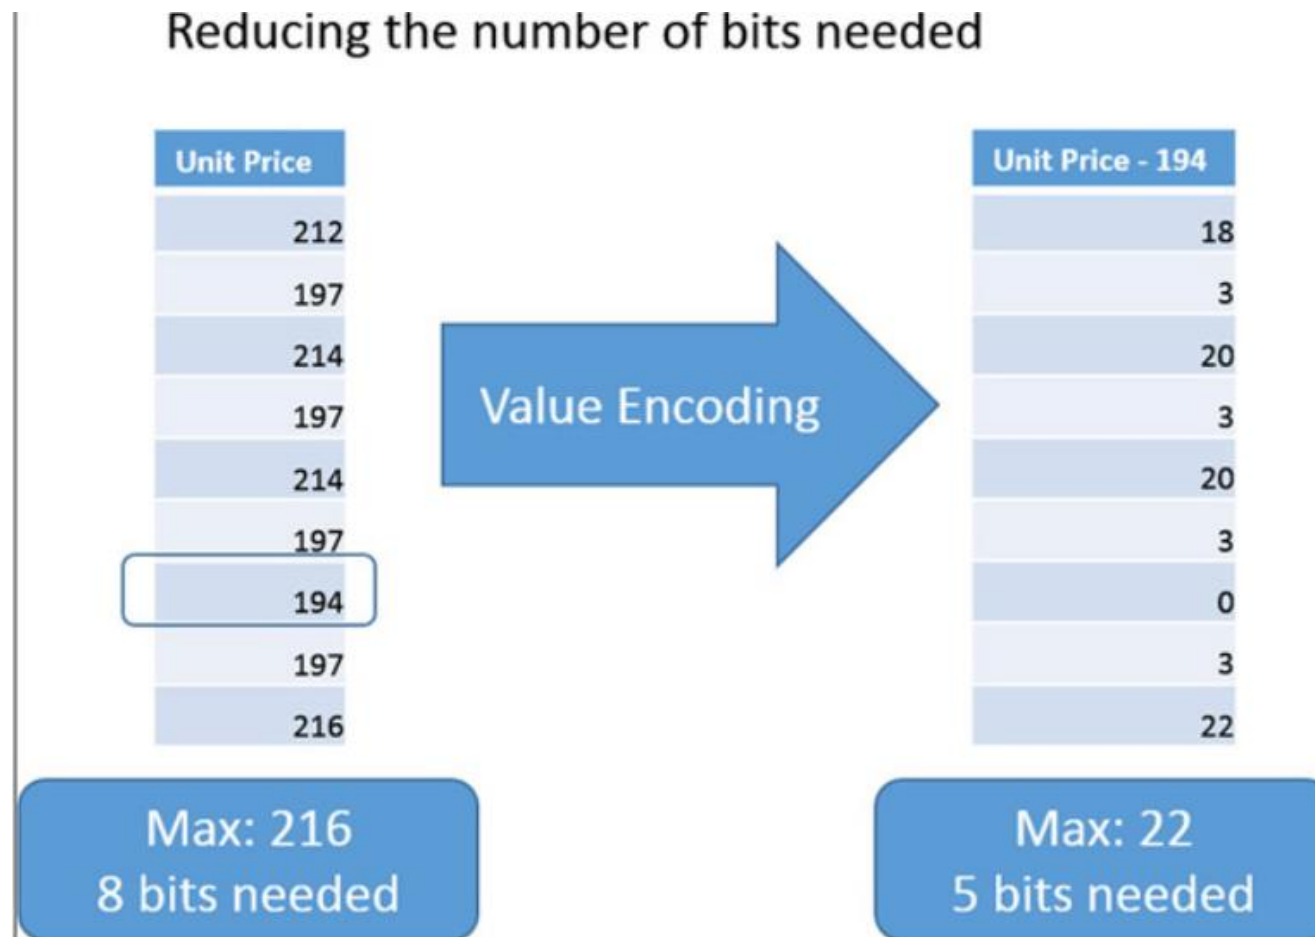 Reducing the number of bits needed
Unit Price
212
197
214
197
214
197
194
197
216
Max: 216
8 bits needed
Value Encoding
Unit Price - 194
18
3
20
3
20
3
0
3
22
Max: 22
5 bits needed